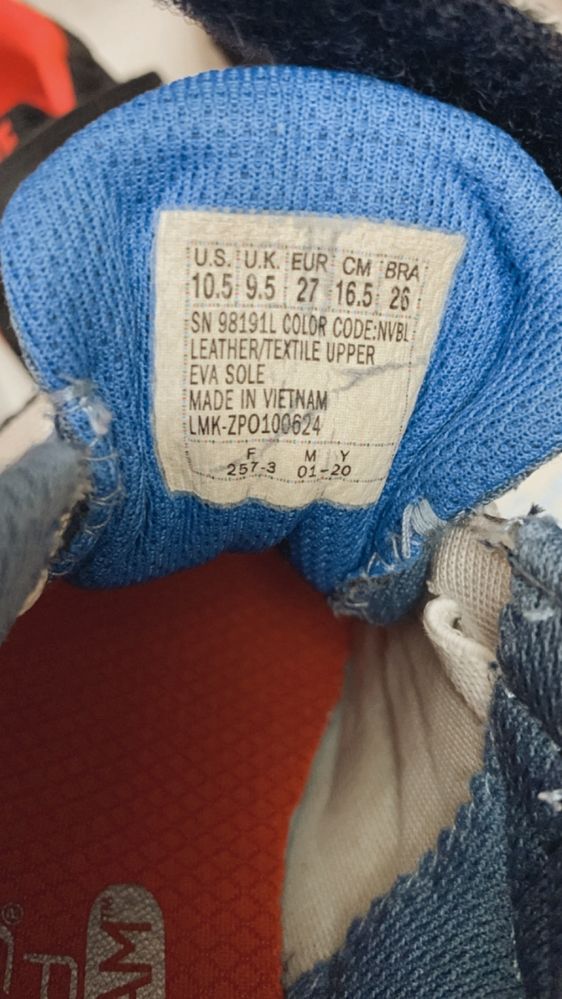 U.S. U.K EUR CM BRA
10.5 9.5 27 16.5 26
SN 98191L COLOR CODE:NVBL
LEATHER/TEXTILE UPPER
EVA SOLE
MADE IN VIETNAM
LMK-ZPO100624
F M Y
257-3 01-20